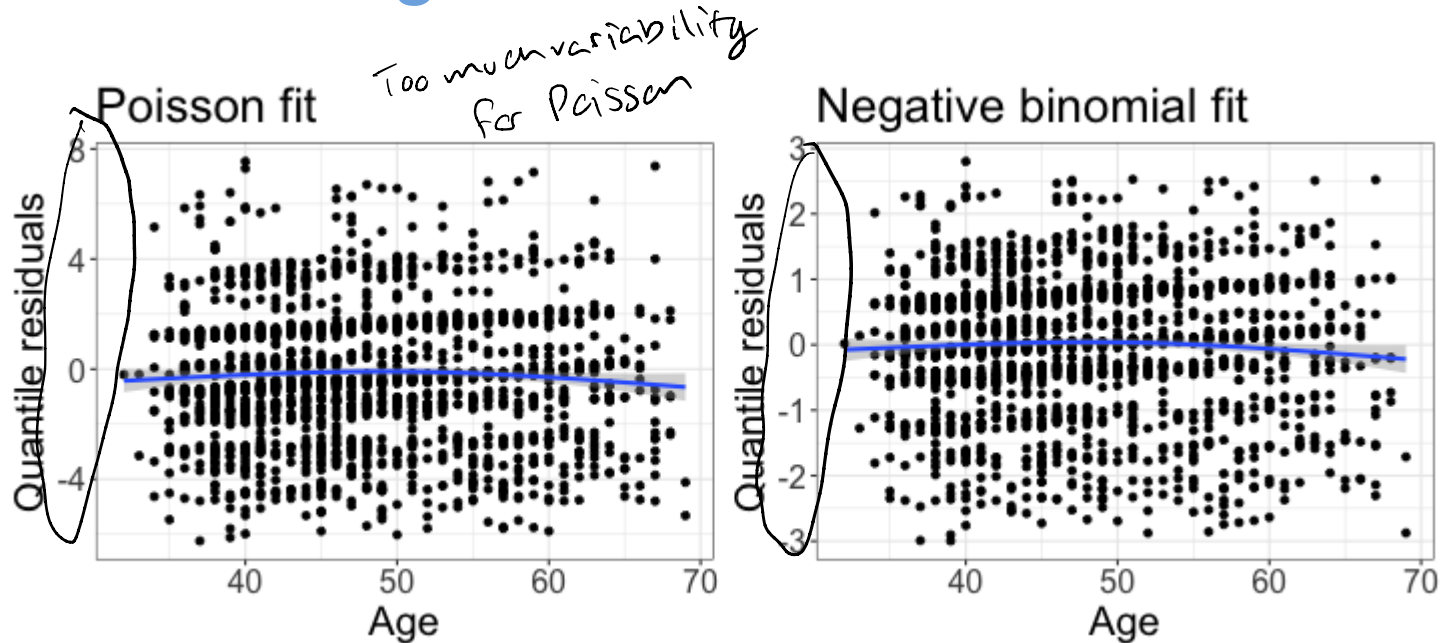 Too much variability
for Poisson
Poisson fit
8
4
0
-4
Quantile residuals
40 50 60 70
Age
Negative binomial fit
3
2
1
0
-1
-2
-3
Quantile residuals
40 50 60 70
Age